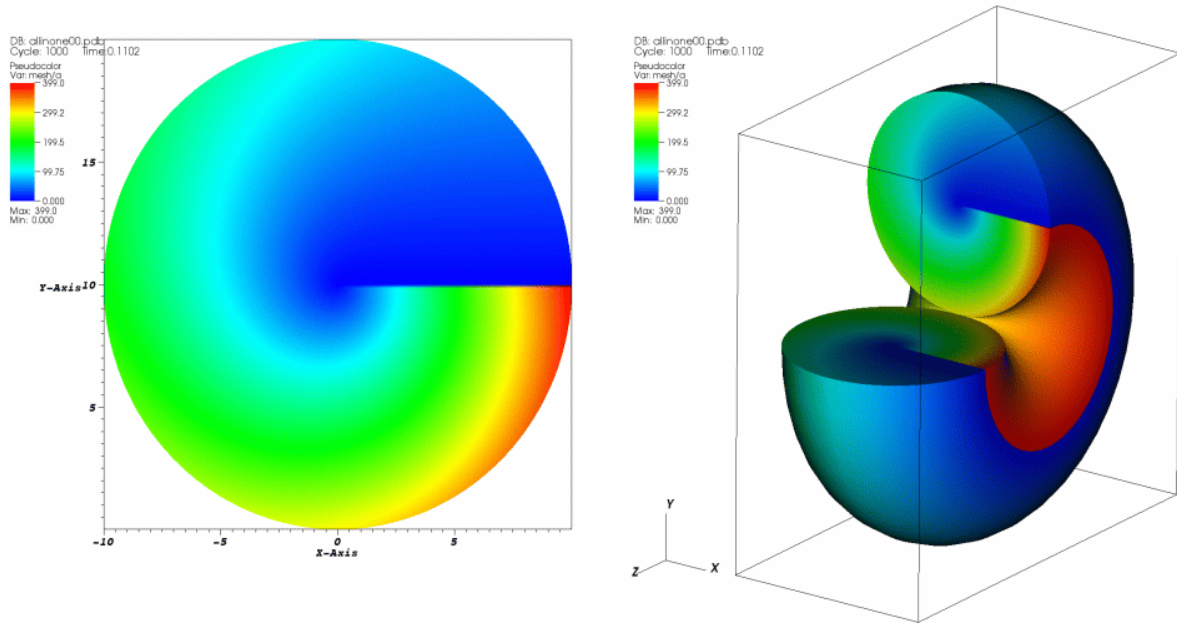 DB: allinone00.pdb
Cycle: 1000 Time:0.1102
Pseudocolor
Var: mesh/a
399.0
299.2
199.5
99.75
0.000
Max: 399.0
Min: 0.000
15
Y-Axis
10
5
-10
-5
0
5
X-Axis
DB: allinone00.pdb
Cycle: 1000 Time:0.1102
Pseudocolor
Var: mesh/a
399.0
299.2
199.5
99.75
0.000
Max: 399.0
Min: 0.000
Y
Z
X